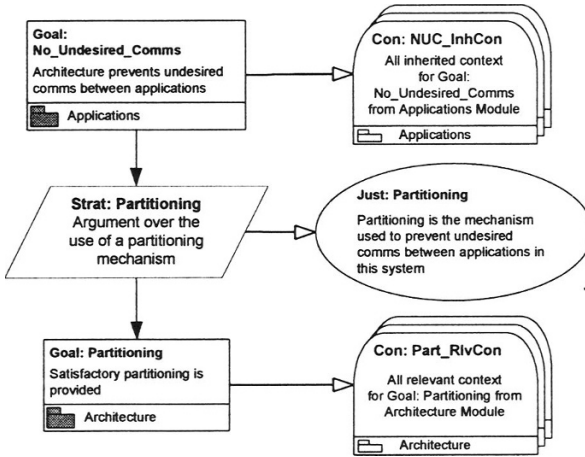 Goal:
No_Undesired_Comms
Architecture prevents undesired
comms between applications
Applications
Con: NUC_InhCon
All inherited context
for Goal:
No_Undesired_Comms
from Applications Module
Applications
Strat: Partitioning
Argument over the
use of a partitioning
mechanism
Just: Partitioning
Partitioning is the mechanism
used to prevent undesired
comms between applications in
this system
Goal: Partitioning
Satisfactory partitioning is
provided
Architecture
Con: Part_RlvCon
All relevant context
for Goal: Partitioning from
Architecture Module
Architecture